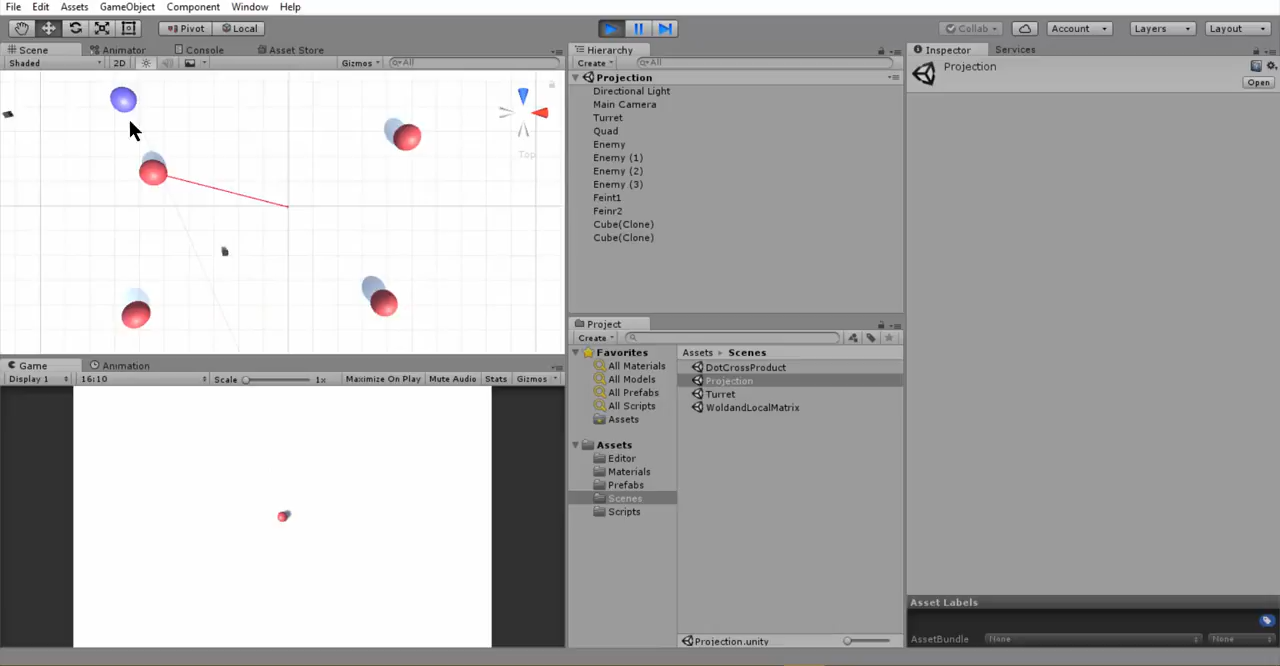 File Edit Assets GameObject Component Window Help
Pivot Local Collab Account Layers Layout
Scene Animator Console Asset Store
Shaded 2D Gizmos All
Top
Hierarchy
Create All
Projection
Directional Light
Main Camera
Turret
Quad
Enemy
Enemy (1)
Enemy (2)
Enemy (3)
Feint1
Feinr2
Cube(Clone)
Cube(Clone)
Inspector Services
Projection
Open
Game Animation
Display 1 16:10 Scale 1x Maximize On Play Mute Audio Stats Gizmos
Project
Create
Favorites
All Materials
All Models
All Prefabs
All Scripts
Assets
Assets
Editor
Materials
Prefabs
Scenes
Scripts
Assets Scenes
DotCrossProduct
Projection
Turret
WoldandLocalMatrix
Projection.unity
Asset Labels
AssetBundle None None